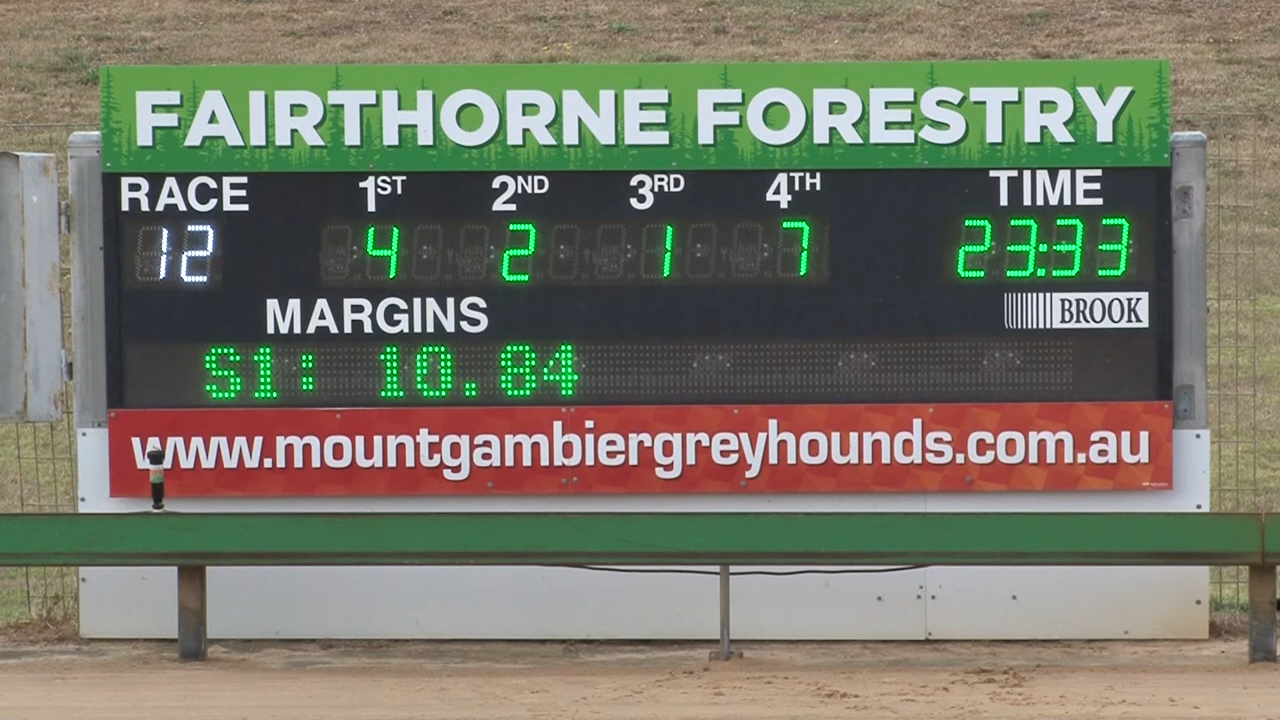 FAIRTHORNE FORESTRY
RACE 1ST 2ND 3RD 4TH TIME
12 4 2 1 7 23:33
MARGINS BROOK
S1: 10.84
www.mountgambiergreyhounds.com.au